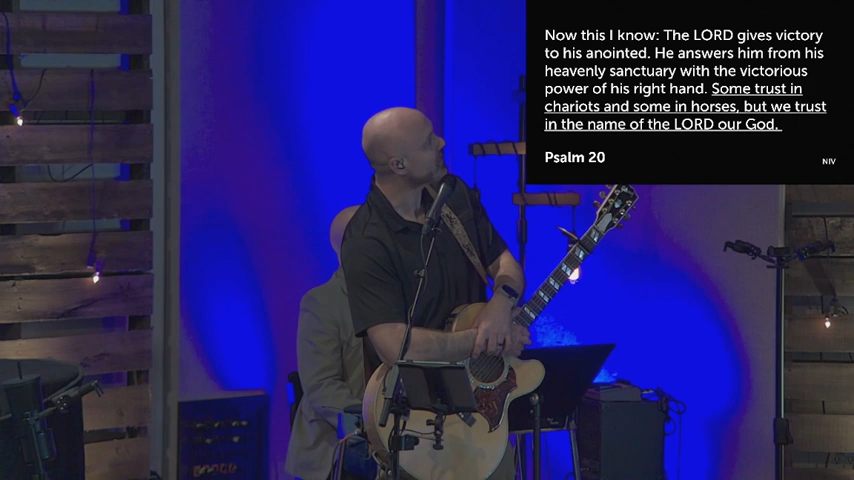 Now this I know: The LORD gives victory
to his anointed. He answers him from his
heavenly sanctuary with the victorious
power of his right hand. Some trust in
chariots and some in horses, but we trust
in the name of the LORD our God.
Psalm 20
NIV